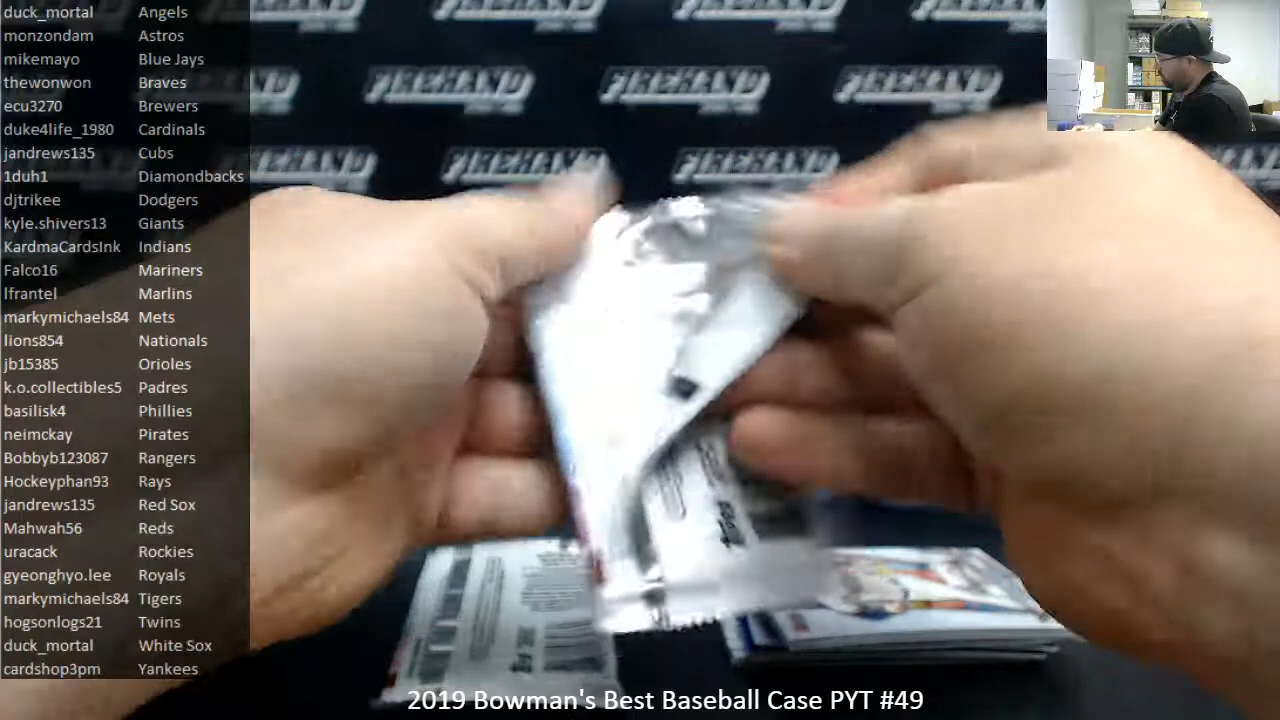 duck_mortal Angels
monzondam Astros
mikemayo Blue Jays
thewonwon Braves
ecu3270 Brewers
duke4life_1980 Cardinals
jandrews135 Cubs
1duh1 Diamondbacks
djtrikee Dodgers
kyle.shivers13 Giants
KardmaCardsInk Indians
Falco16 Mariners
lfrantel Marlins
markymichaels84 Mets
lions854 Nationals
jb15385 Orioles
k.o.collectibles5 Padres
basilisk4 Phillies
neimckay Pirates
Bobbyb123087 Rangers
Hockeyphan93 Rays
jandrews135 Red Sox
Mahwah56 Reds
uracack Rockies
gyeonghyo.lee Royals
markymichaels84 Tigers
hogsonlogs21 Twins
duck_mortal White Sox
cardshop3pm Yankees
FIREHAND FIREHAND FIREHAND
FIREHAND FIREHAND FIREHAND
2019 Bowman's Best Baseball Case PYT #49